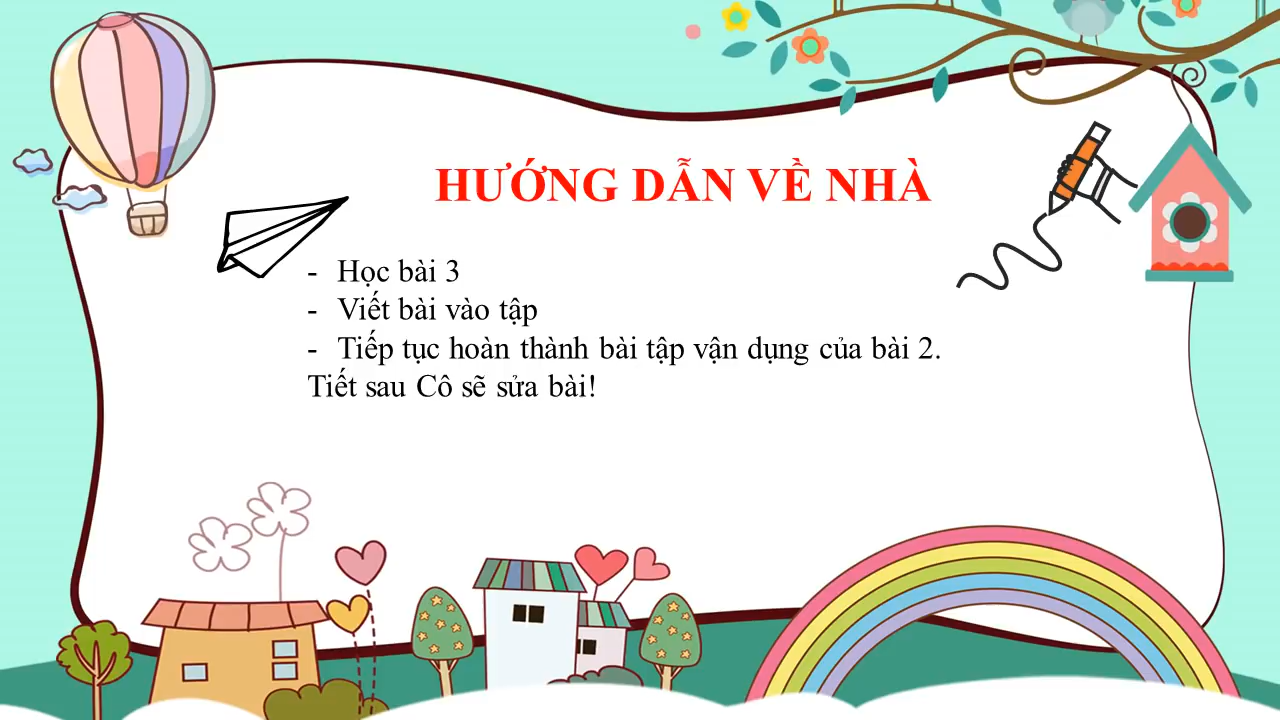 HƯỚNG DẪN VỀ NHÀ
- Học bài 3
- Viết bài vào tập
- Tiếp tục hoàn thành bài tập vận dụng của bài 2.
Tiết sau Cô sẽ sửa bài!